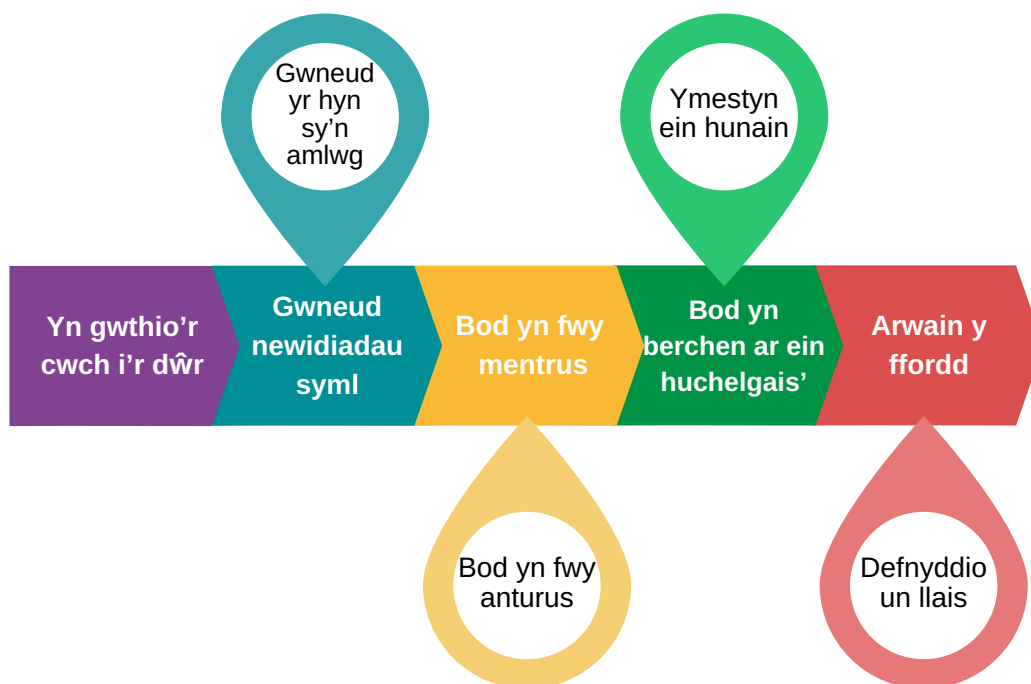 Gwneud
yr hyn
sy’n
amlwg
Ymestyn
ein hunain
Yn gwthio’r
cwch i’r dŵr
Gwneud
newidiadau
syml
Bod yn fwy
mentrus
Bod yn
berchen ar ein
huchelgais’
Arwain y
ffordd
Bod yn fwy
anturus
Defnyddio
un llais